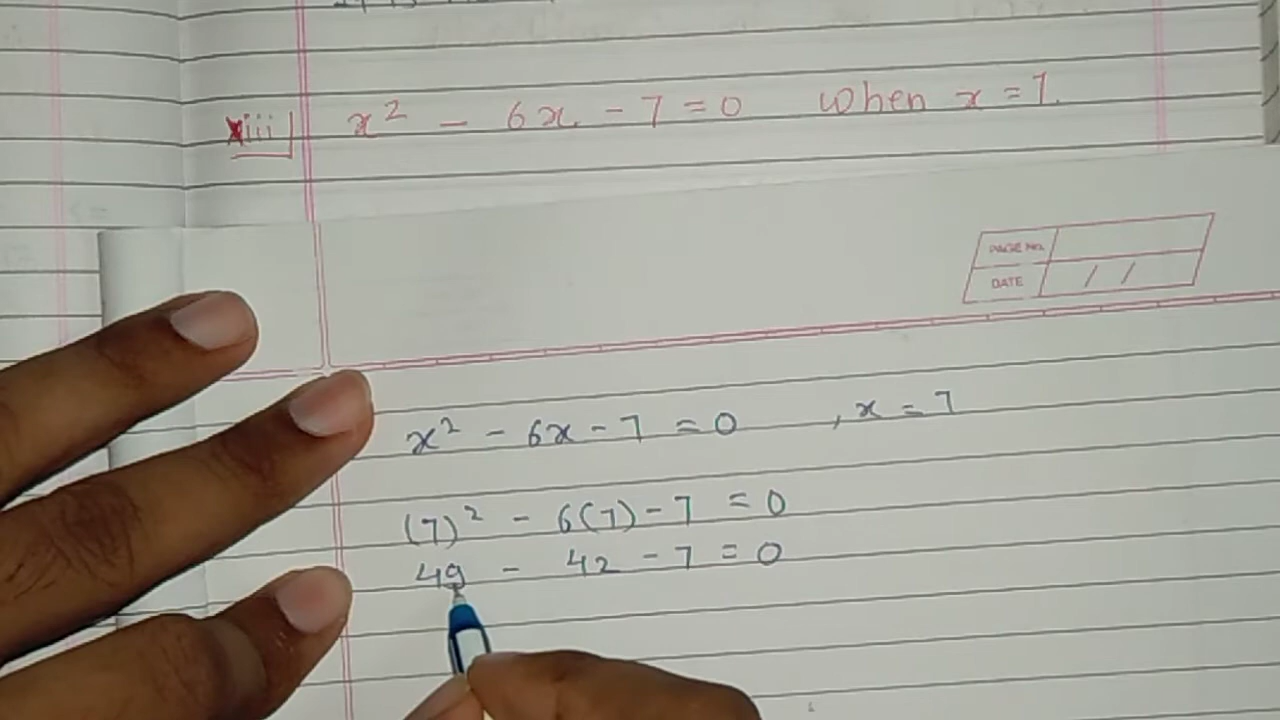 xiii] x² - 6x - 7 = 0 when x = 7.
PAGE No.
DATE / /
x² - 6x - 7 = 0 , x = 7
(7)² - 6(7) - 7 = 0
49 - 42 - 7 = 0